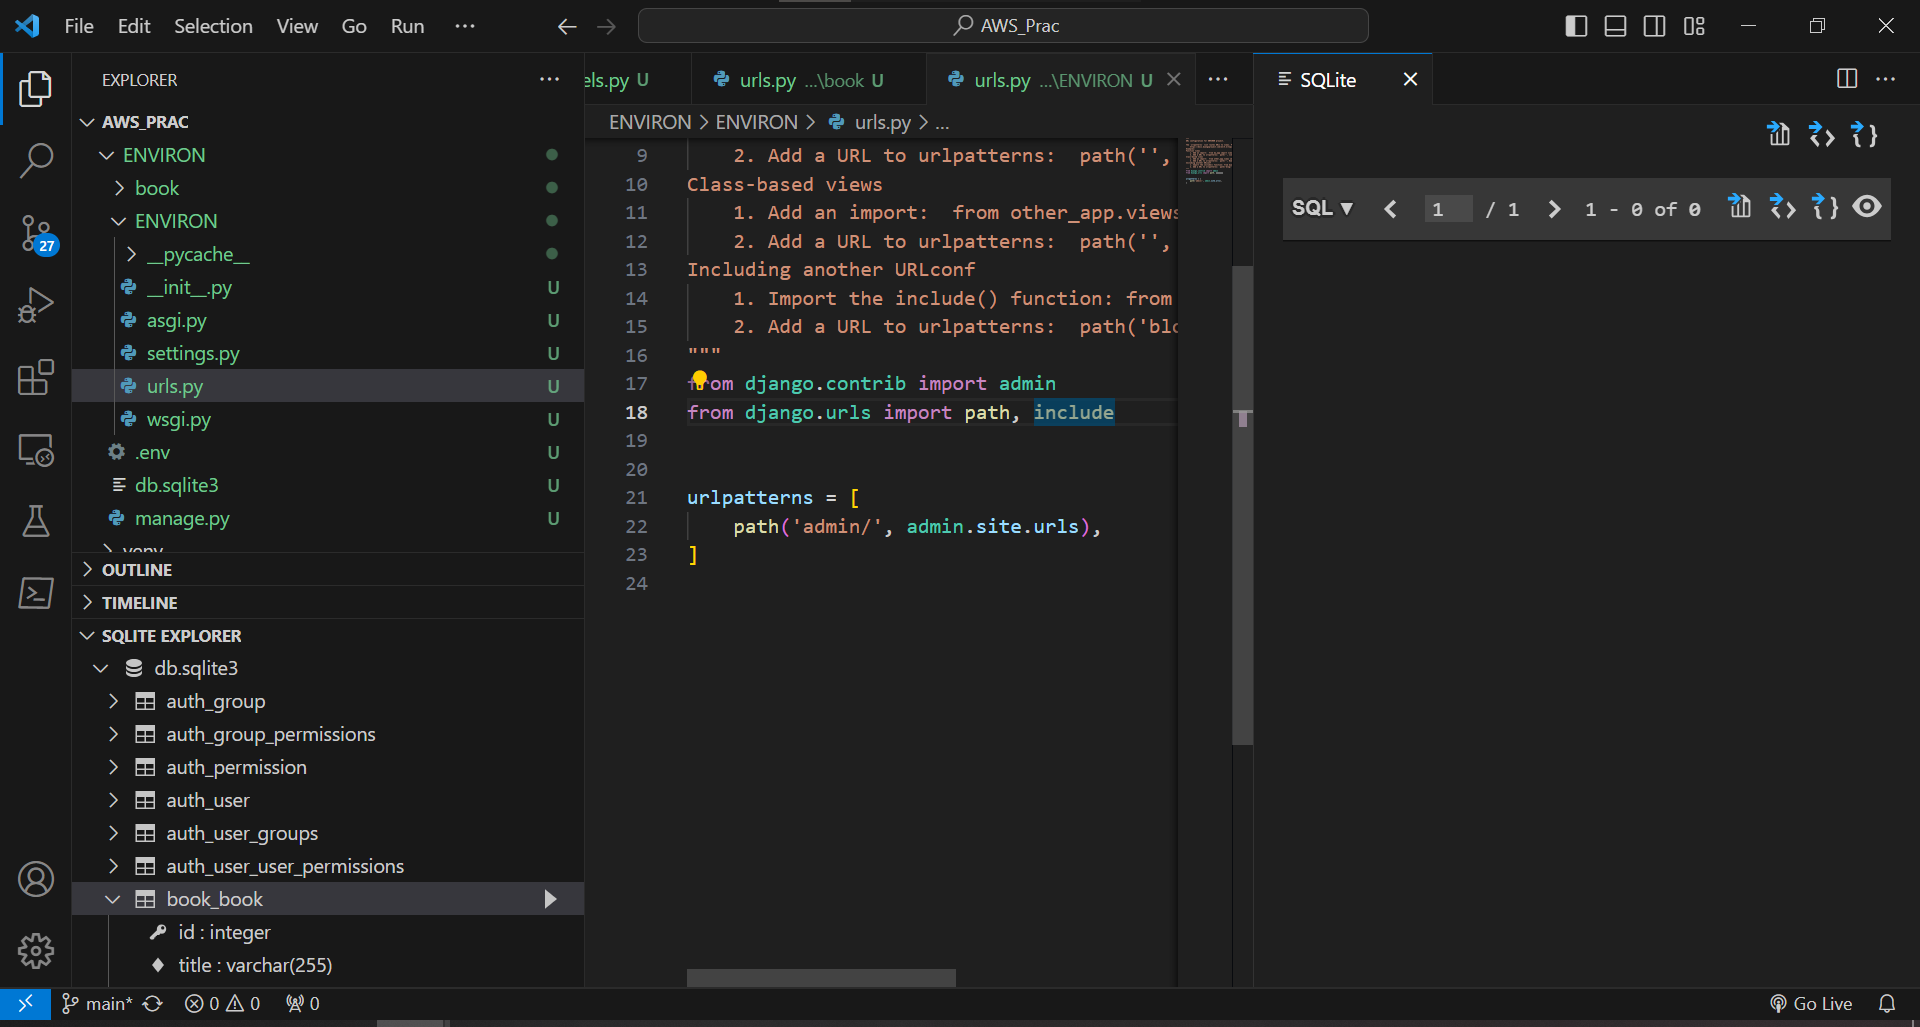 File Edit Selection View Go Run ···
AWS_Prac
EXPLORER
AWS_PRAC
ENVIRON
book
ENVIRON
__pycache__
__init__.py U
asgi.py U
settings.py U
urls.py U
wsgi.py U
.env U
db.sqlite3 U
manage.py U
venv
OUTLINE
TIMELINE
SQLITE EXPLORER
db.sqlite3
auth_group
auth_group_permissions
auth_permission
auth_user
auth_user_groups
auth_user_user_permissions
book_book
id : integer
title : varchar(255)
27
els.py U
urls.py ...\book U
urls.py ...\ENVIRON U
ENVIRON > ENVIRON > urls.py > ...
9 2. Add a URL to urlpatterns:  path('',
10 Class-based views
11 1. Add an import:  from other_app.views
12 2. Add a URL to urlpatterns:  path('',
13 Including another URLconf
14 1. Import the include() function: from
15 2. Add a URL to urlpatterns:  path('blo
16 """
17 from django.contrib import admin
18 from django.urls import path, include
19
20
21 urlpatterns = [
22 path('admin/', admin.site.urls),
23 ]
24
SQLite
SQL ▼ < 1 / 1 > 1 - 0 of 0
main* 0 0 0
Go Live